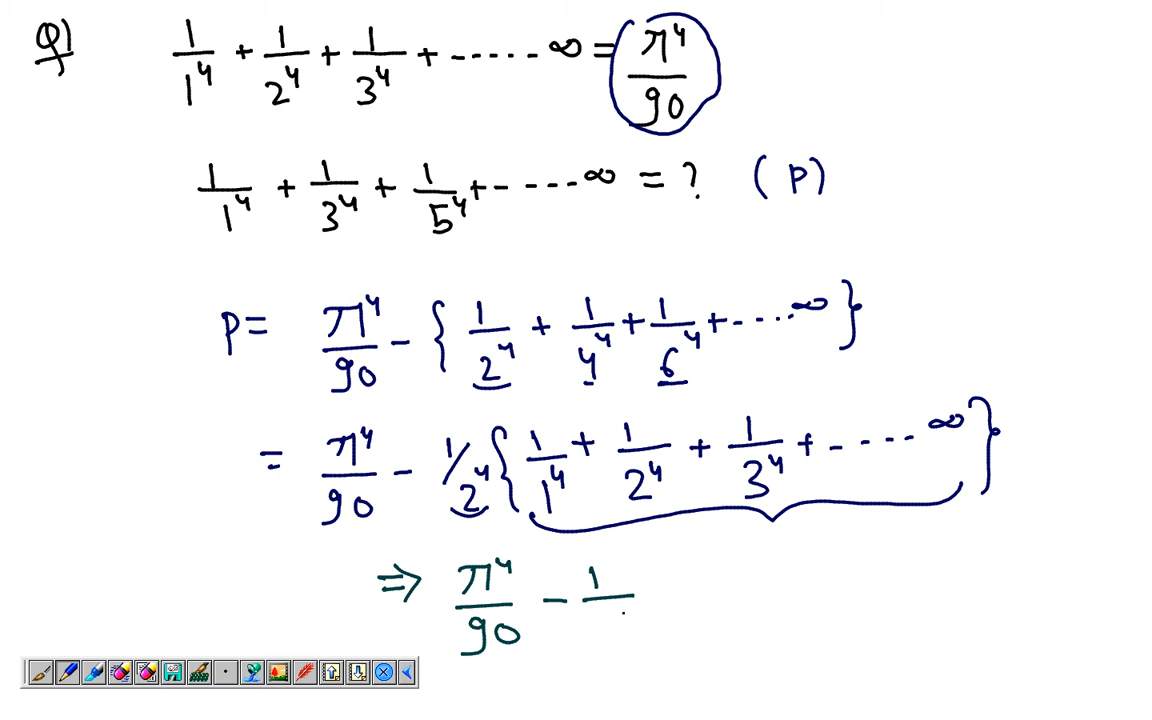 Q) 1/1⁴ + 1/2⁴ + 1/3⁴ + ...... ∞ = π⁴/90
1/1⁴ + 1/3⁴ + 1/5⁴ + ..... ∞ = ? (P)
P = π⁴/90 - { 1/2⁴ + 1/4⁴ + 1/6⁴ + ..... ∞ }
= π⁴/90 - 1/2⁴ { 1/1⁴ + 1/2⁴ + 1/3⁴ + ..... ∞ }
⇒ π⁴/90 - 1/